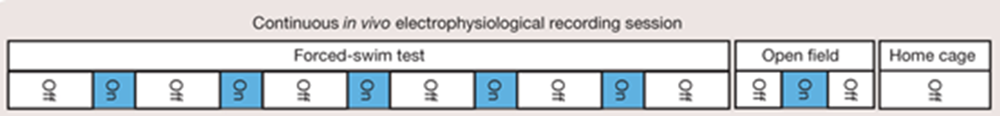 Continuous in vivo electrophysiological recording session
Forced-swim test Open field Home cage
Off On Off On Off On Off On Off On Off Off On Off Off